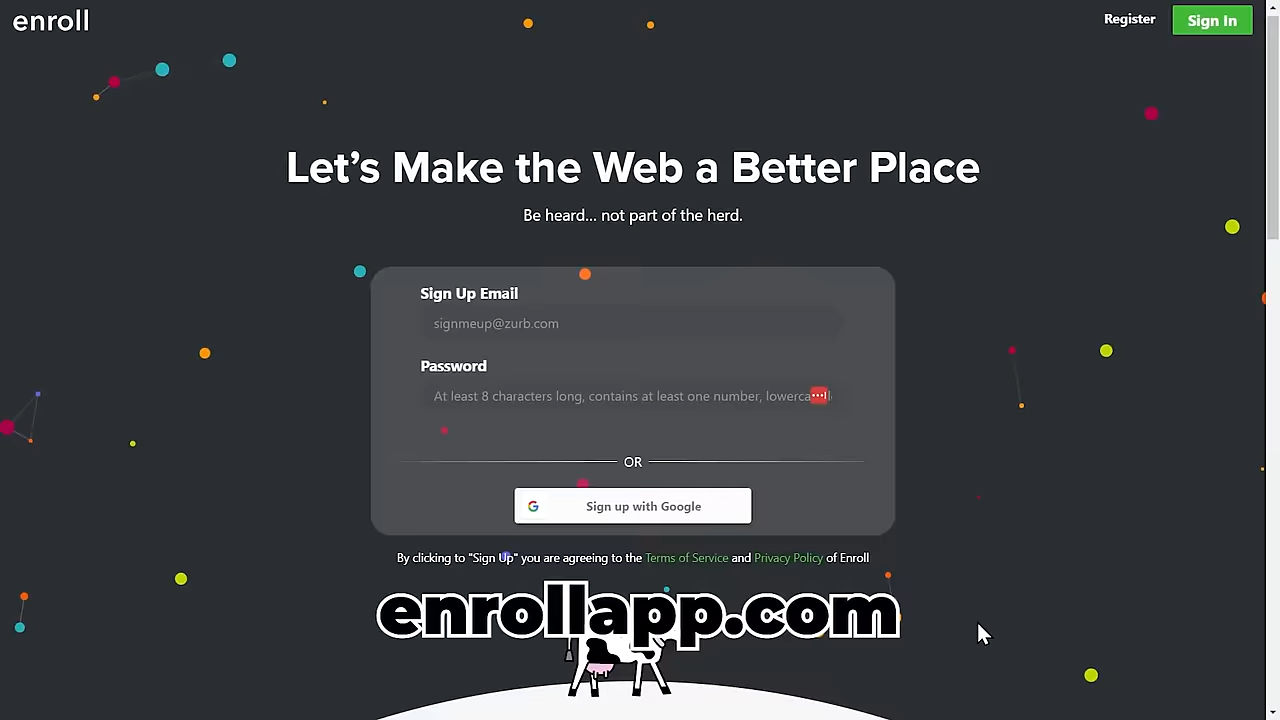 enroll
Register
Sign In
Let's Make the Web a Better Place
Be heard... not part of the herd.
Sign Up Email
signmeup@zurb.com
Password
At least 8 characters long, contains at least one number, lowerca
OR
Sign up with Google
By clicking to "Sign Up" you are agreeing to the Terms of Service and Privacy Policy of Enroll
enrollapp.com